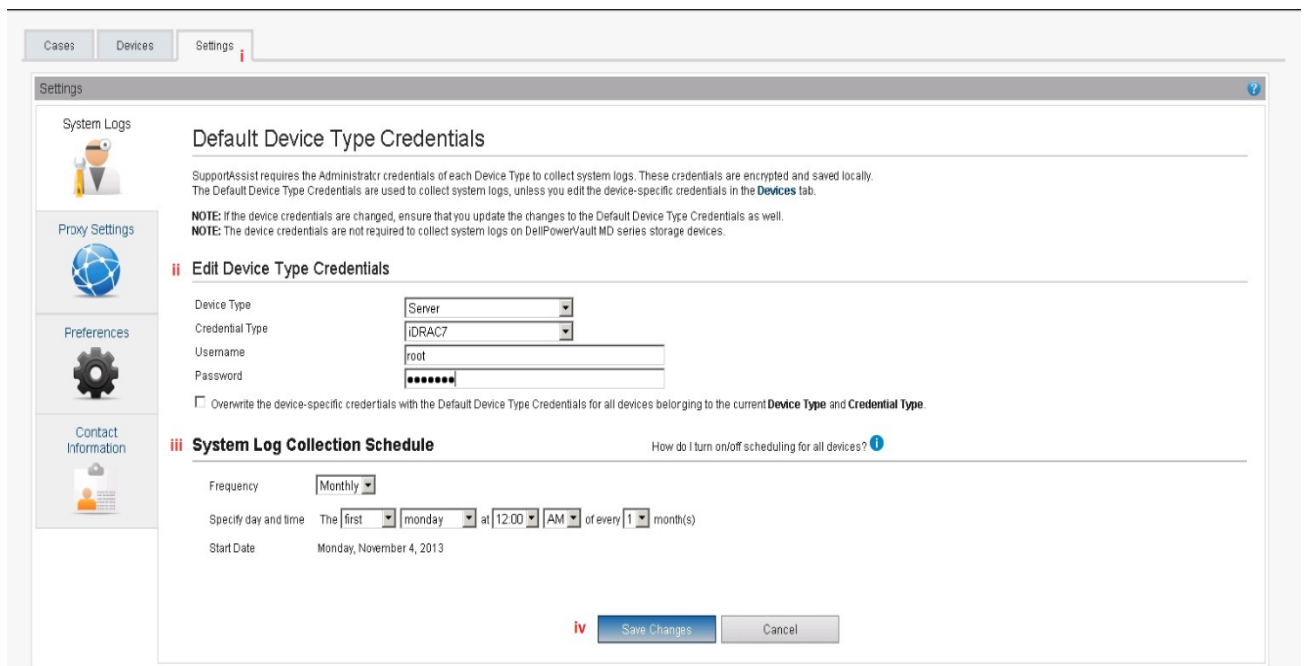 Cases
Devices
Settings
i
Settings
?
System Logs
Proxy Settings
Preferences
Contact
Information
Default Device Type Credentials
SupportAssist requires the Administrator credentials of each Device Type to collect system logs. These credentials are encrypted and saved locally.
The Default Device Type Credentials are used to collect system logs, unless you edit the device-specific credentials in the Devices tab.
NOTE: If the device credentials are changed, ensure that you update the changes to the Default Device Type Credentials as well.
NOTE: The device credentials are not required to collect system logs on DellPowerVault MD series storage devices.
ii Edit Device Type Credentials
Device Type Server
Credential Type iDRAC7
Username root
Password •••••••
Overwrite the device-specific credentials with the Default Device Type Credentials for all devices belonging to the current Device Type and Credential Type.
iii System Log Collection Schedule How do I turn on/off scheduling for all devices? i
Frequency Monthly
Specify day and time The first monday at 12:00 AM of every 1 month(s)
Start Date Monday, November 4, 2013
iv Save Changes Cancel